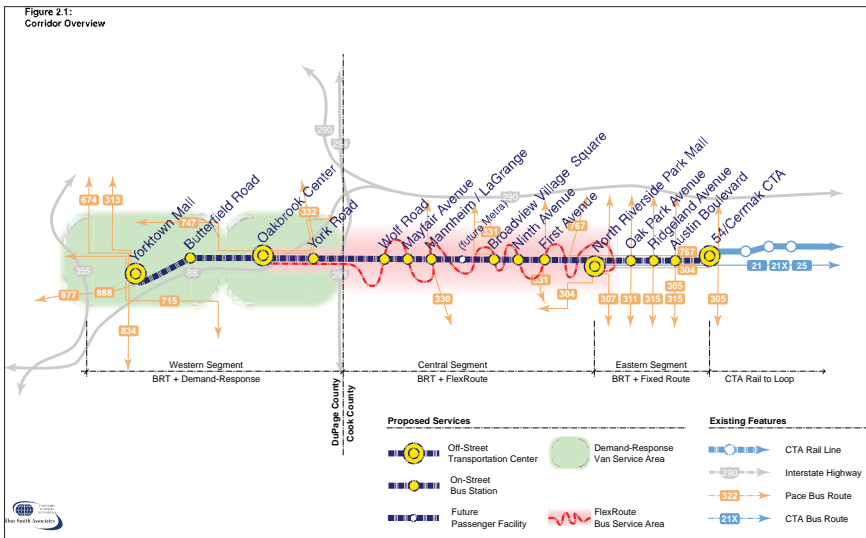 Figure 2.1:
Corridor Overview
290
294
290
Yorktown Mall
Butterfield Road
Oakbrook Center
York Road
Wolf Road
Mayfair Avenue
Mannheim / LaGrange
(future Metra)
Broadview Village Square
Ninth Avenue
First Avenue
North Riverside Park Mall
Oak Park Avenue
Ridgeland Avenue
Austin Boulevard
54/Cermak CTA
674
313
747
332
331
767
767
304
355
88
294
877
888
715
834
330
331
304
307
311
315
305
315
305
21
21X
25
Western Segment
BRT + Demand-Response
Central Segment
BRT + FlexRoute
Eastern Segment
BRT + Fixed Route
CTA Rail to Loop
DuPage County
Cook County
Proposed Services
Off-Street
Transportation Center
On-Street
Bus Station
Future
Passenger Facility
Demand-Response
Van Service Area
FlexRoute
Bus Service Area
Existing Features
CTA Rail Line
290
Interstate Highway
322
Pace Bus Route
21X
CTA Bus Route
lbur Smith Associates